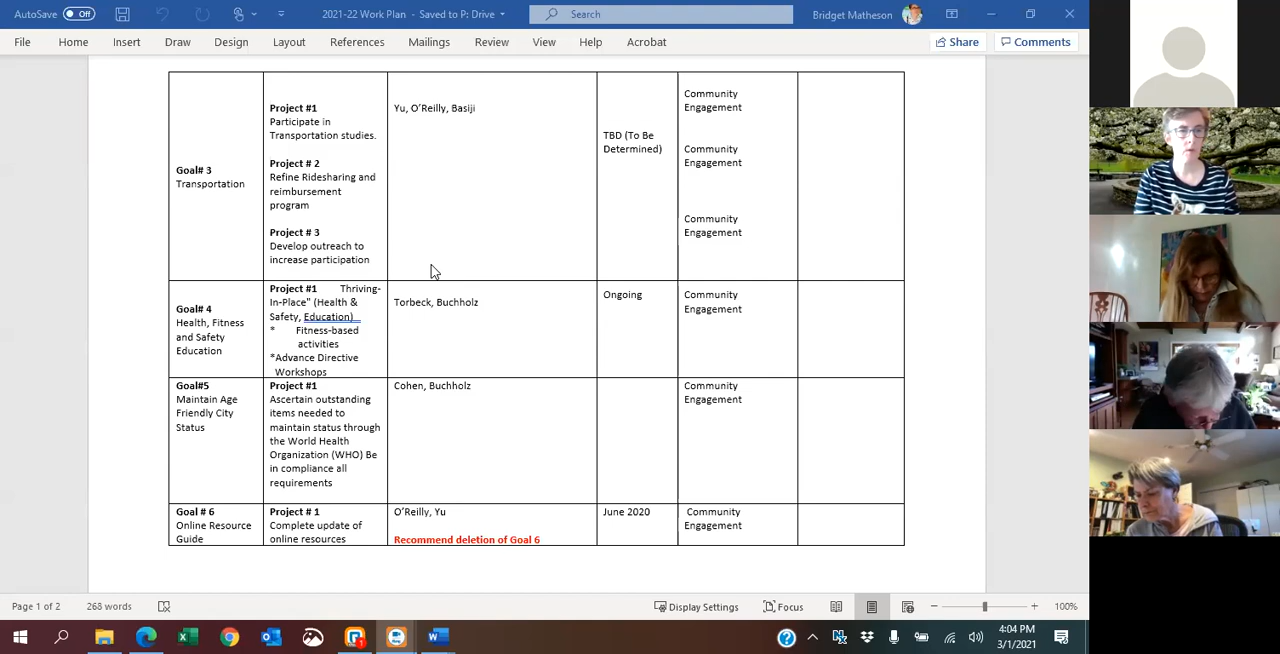 AutoSave Off 2021-22 Work Plan - Saved to P: Drive Search Bridget Matheson
File Home Insert Draw Design Layout References Mailings Review View Help Acrobat Share Comments
Goal# 3
Transportation
Project #1
Participate in
Transportation studies.
Project # 2
Refine Ridesharing and
reimbursement
program
Project # 3
Develop outreach to
increase participation
Yu, O'Reilly, Basiji
TBD (To Be
Determined)
Community
Engagement
Community
Engagement
Community
Engagement
Goal# 4
Health, Fitness
and Safety
Education
Project #1 Thriving-
In-Place" (Health &
Safety, Education)
* Fitness-based
activities
*Advance Directive
Workshops
Torbeck, Buchholz
Ongoing
Community
Engagement
Goal#5
Maintain Age
Friendly City
Status
Project #1
Ascertain outstanding
items needed to
maintain status through
the World Health
Organization (WHO) Be
in compliance all
requirements
Cohen, Buchholz
Community
Engagement
Goal # 6
Online Resource
Guide
Project # 1
Complete update of
online resources
O'Reilly, Yu
Recommend deletion of Goal 6
June 2020
Community
Engagement
Page 1 of 2 268 words Display Settings Focus 100%
4:04 PM
3/1/2021